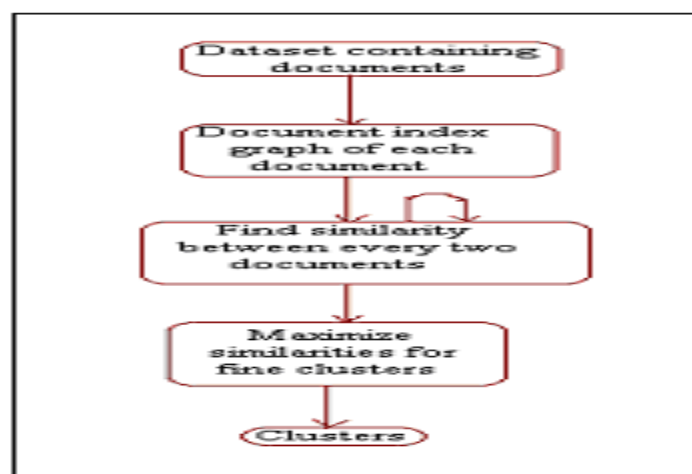 Dataset containing
documents
Document index
graph of each
document
Find similarity
between every two
documents
Maximize
similarities for
fine clusters
Clusters